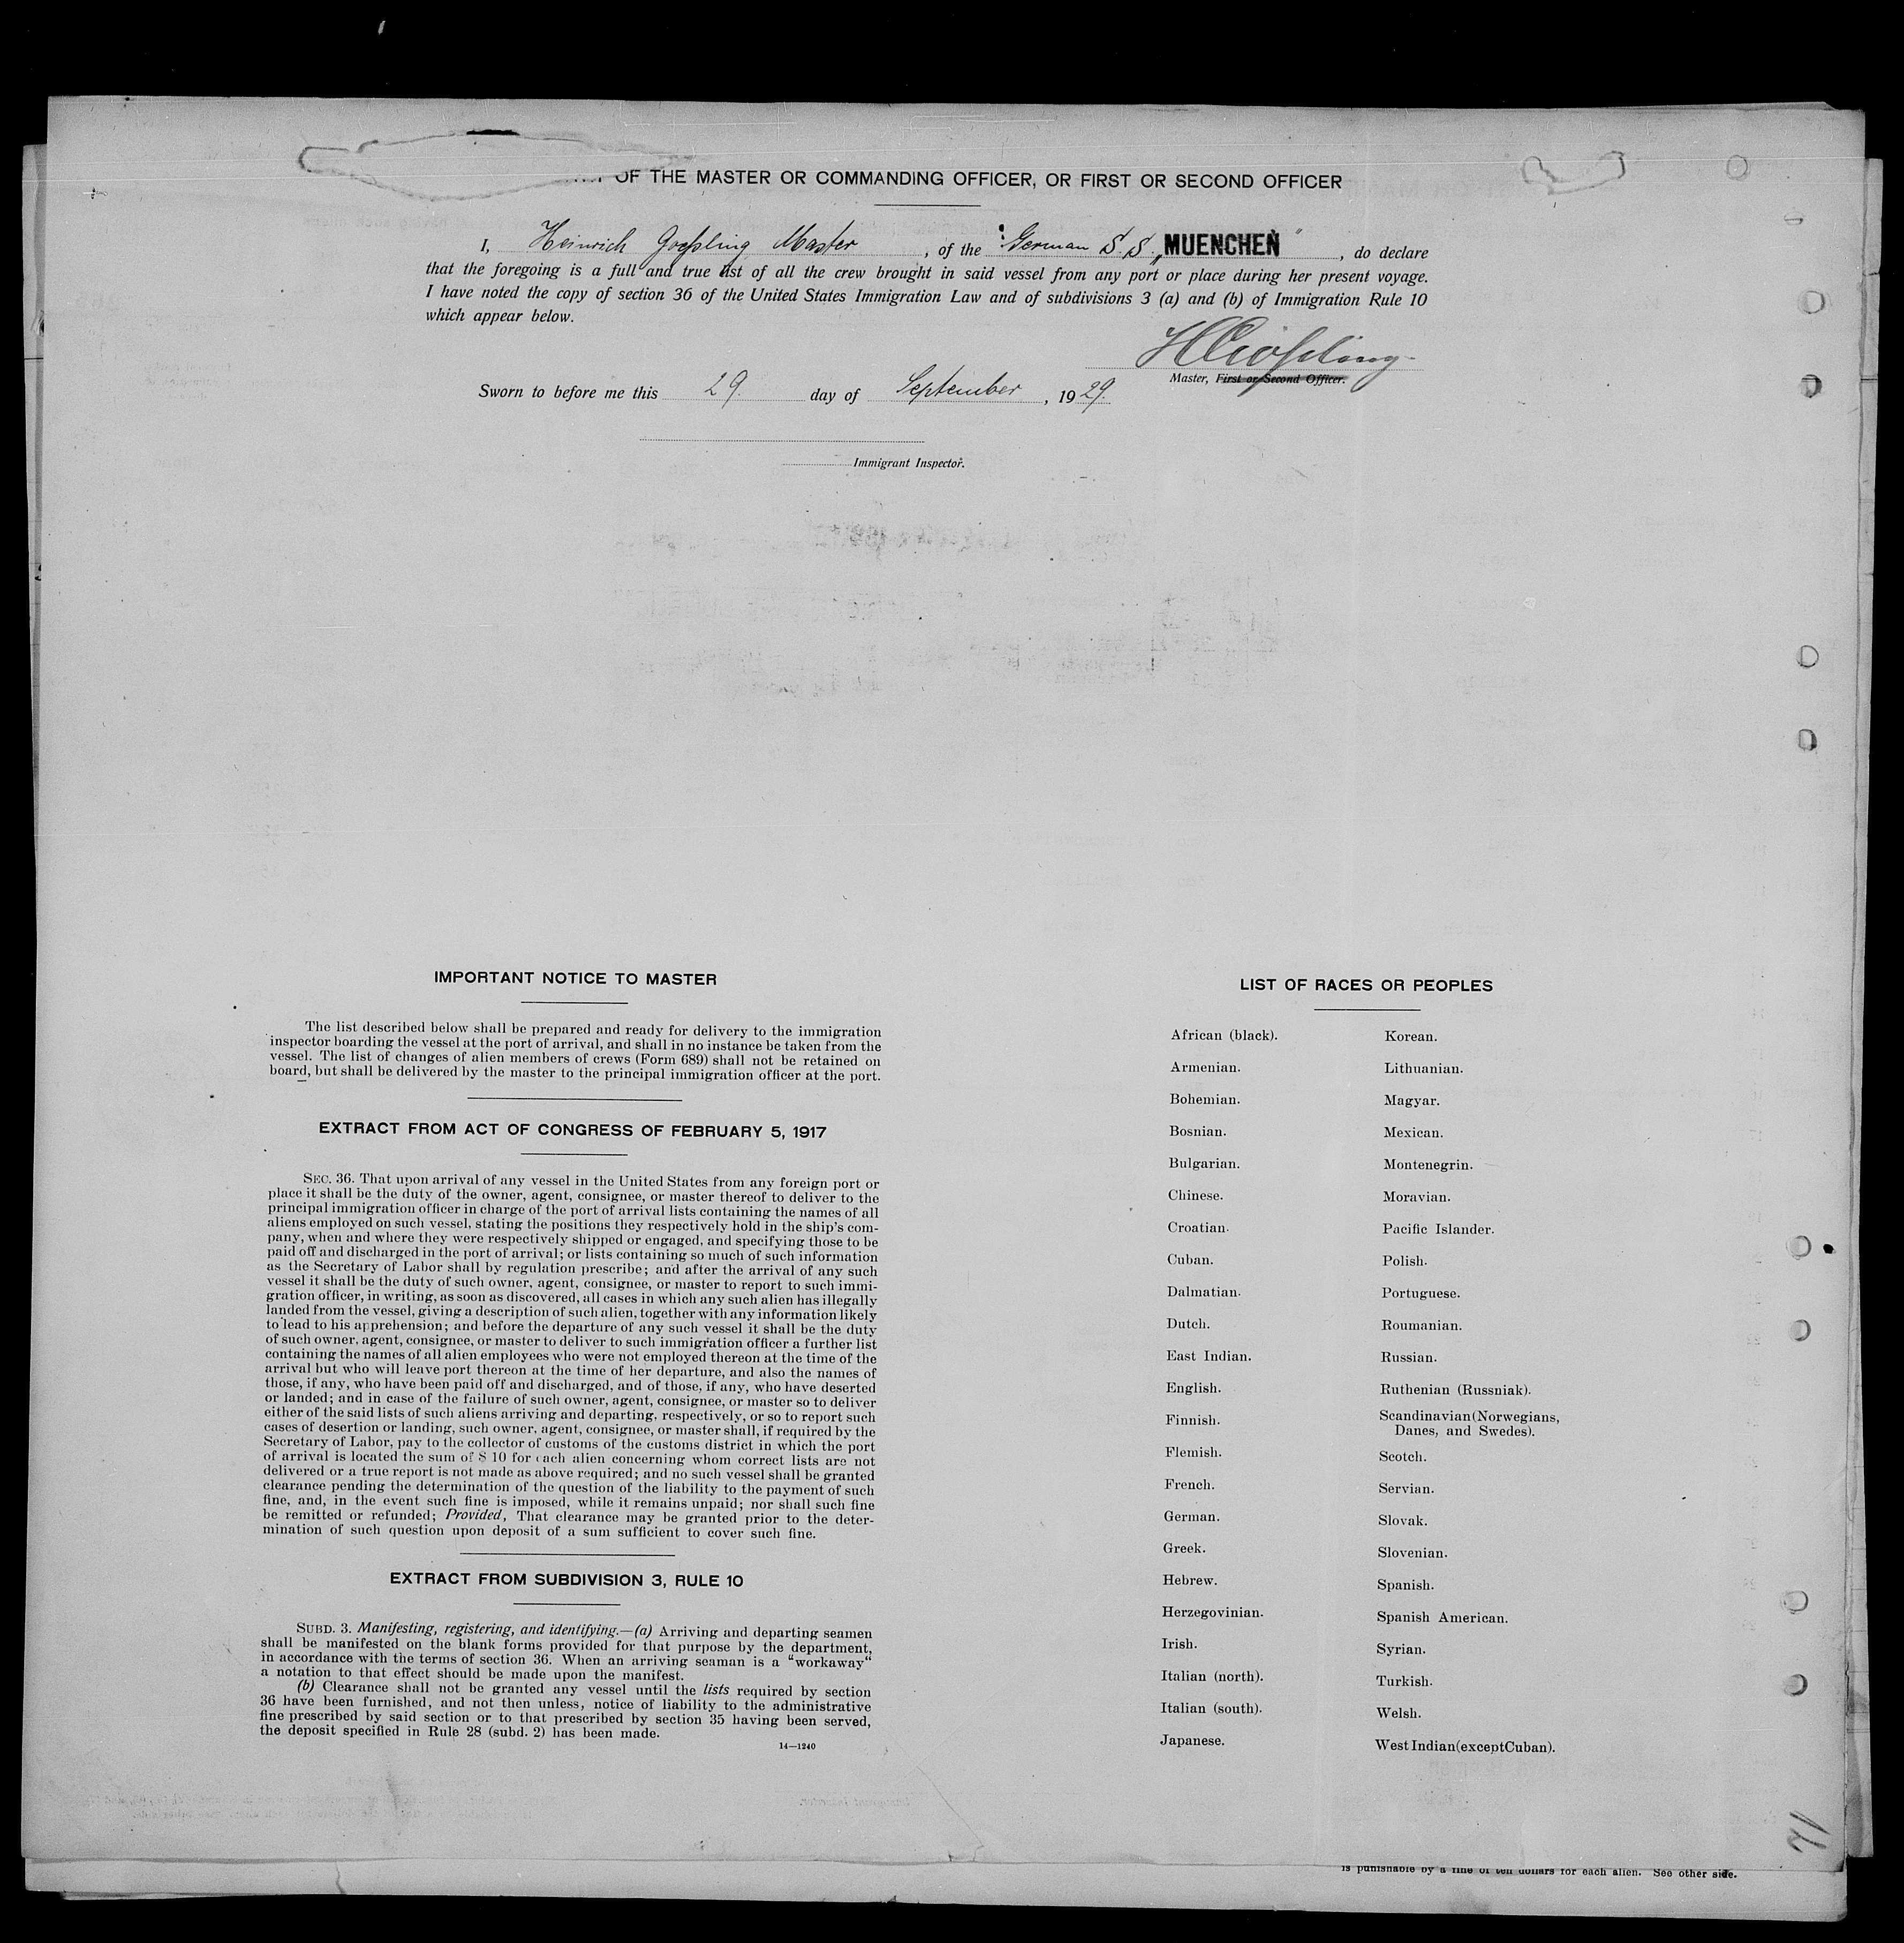 OF THE MASTER OR COMMANDING OFFICER, OR FIRST OR SECOND OFFICER
I, Heinrich Goessling Master, of the German S.S. „MUENCHEN", do declare
that the foregoing is a full and true list of all the crew brought in said vessel from any port or place during her present voyage.
I have noted the copy of section 36 of the United States Immigration Law and of subdivisions 3 (a) and (b) of Immigration Rule 10
which appear below.
Master, First or Second Officer.
Sworn to before me this 29. day of September, 1929.
Immigrant Inspector.
IMPORTANT NOTICE TO MASTER
The list described below shall be prepared and ready for delivery to the immigration
inspector boarding the vessel at the port of arrival, and shall in no instance be taken from the
vessel. The list of changes of alien members of crews (Form 689) shall not be retained on
board, but shall be delivered by the master to the principal immigration officer at the port.
EXTRACT FROM ACT OF CONGRESS OF FEBRUARY 5, 1917
SEC. 36. That upon arrival of any vessel in the United States from any foreign port or
place it shall be the duty of the owner, agent, consignee, or master thereof to deliver to the
principal immigration officer in charge of the port of arrival lists containing the names of all
aliens employed on such vessel, stating the positions they respectively hold in the ship's com-
pany, when and where they were respectively shipped or engaged, and specifying those to be
paid off and discharged in the port of arrival; or lists containing so much of such information
as the Secretary of Labor shall by regulation prescribe; and after the arrival of any such
vessel it shall be the duty of such owner, agent, consignee, or master to report to such immi-
gration officer, in writing, as soon as discovered, all cases in which any such alien has illegally
landed from the vessel, giving a description of such alien, together with any information likely
to lead to his apprehension; and before the departure of any such vessel it shall be the duty
of such owner, agent, consignee, or master to deliver to such immigration officer a further list
containing the names of all alien employees who were not employed thereon at the time of the
arrival but who will leave port thereon at the time of her departure, and also the names of
those, if any, who have been paid off and discharged, and of those, if any, who have deserted
or landed; and in case of the failure of such owner, agent, consignee, or master so to deliver
either of the said lists of such aliens arriving and departing, respectively, or so to report such
cases of desertion or landing, such owner, agent, consignee, or master shall, if required by the
Secretary of Labor, pay to the collector of customs of the customs district in which the port
of arrival is located the sum of $ 10 for each alien concerning whom correct lists are not
delivered or a true report is not made as above required; and no such vessel shall be granted
clearance pending the determination of the question of the liability to the payment of such
fine, and, in the event such fine is imposed, while it remains unpaid; nor shall such fine
be remitted or refunded; Provided, That clearance may be granted prior to the deter-
mination of such question upon deposit of a sum sufficient to cover such fine.
EXTRACT FROM SUBDIVISION 3, RULE 10
SUBD. 3. Manifesting, registering, and identifying.—(a) Arriving and departing seamen
shall be manifested on the blank forms provided for that purpose by the department,
in accordance with the terms of section 36. When an arriving seaman is a “workaway“
a notation to that effect should be made upon the manifest.
(b) Clearance shall not be granted any vessel until the lists required by section
36 have been furnished, and not then unless, notice of liability to the administrative
fine prescribed by said section or to that prescribed by section 35 having been served,
the deposit specified in Rule 28 (subd. 2) has been made.
14—1240
LIST OF RACES OR PEOPLES
African (black).
Armenian.
Bohemian.
Bosnian.
Bulgarian.
Chinese.
Croatian.
Cuban.
Dalmatian.
Dutch.
East Indian.
English.
Finnish.
Flemish.
French.
German.
Greek.
Hebrew.
Herzegovinian.
Irish.
Italian (north).
Italian (south).
Japanese.
Korean.
Lithuanian.
Magyar.
Mexican.
Montenegrin.
Moravian.
Pacific Islander.
Polish.
Portuguese.
Roumanian.
Russian.
Ruthenian (Russniak).
Scandinavian (Norwegians,
Danes, and Swedes).
Scotch.
Servian.
Slovak.
Slovenian.
Spanish.
Spanish American.
Syrian.
Turkish.
Welsh.
West Indian (except Cuban).
is punishable by a fine of ten dollars for each alien. See other side.